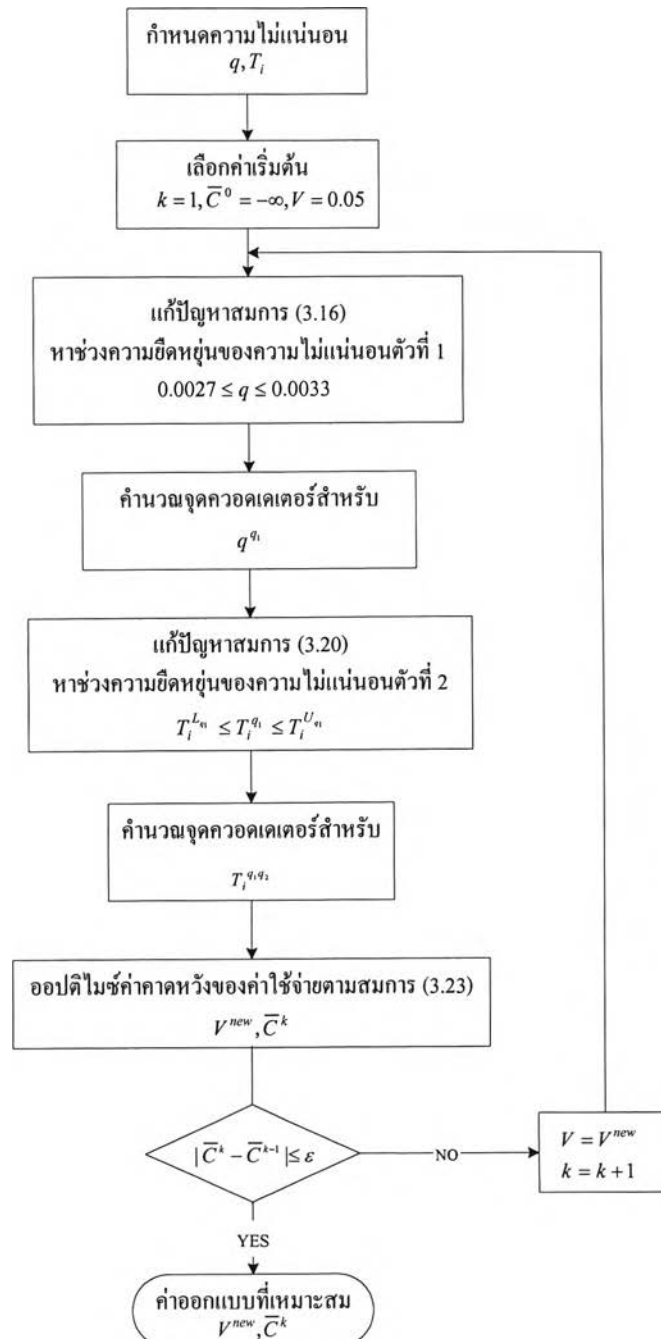 กำหนดความไม่แน่นอน
q, T_i
เลือกค่าเริ่มต้น
k = 1, C̅^0 = −∞, V = 0.05
แก้ปัญหาสมการ (3.16)
หาช่วงความยืดหยุ่นของความไม่แน่นอนตัวที่ 1
0.0027 ≤ q ≤ 0.0033
คำนวณจุดควอดเดเตอร์สำหรับ
q^{q_1}
แก้ปัญหาสมการ (3.20)
หาช่วงความยืดหยุ่นของความไม่แน่นอนตัวที่ 2
T_i^{L_{q_1}} ≤ T_i^{q_1} ≤ T_i^{U_{q_1}}
คำนวณจุดควอดเดเตอร์สำหรับ
T_i^{q_1 q_2}
ออปติไมซ์ค่าคาดหวังของค่าใช้จ่ายตามสมการ (3.23)
V^{new}, C̅^k
| C̅^k − C̅^{k−1} | ≤ ε
NO
V = V^{new}
k = k + 1
YES
ค่าออกแบบที่เหมาะสม
V^{new}, C̅^k